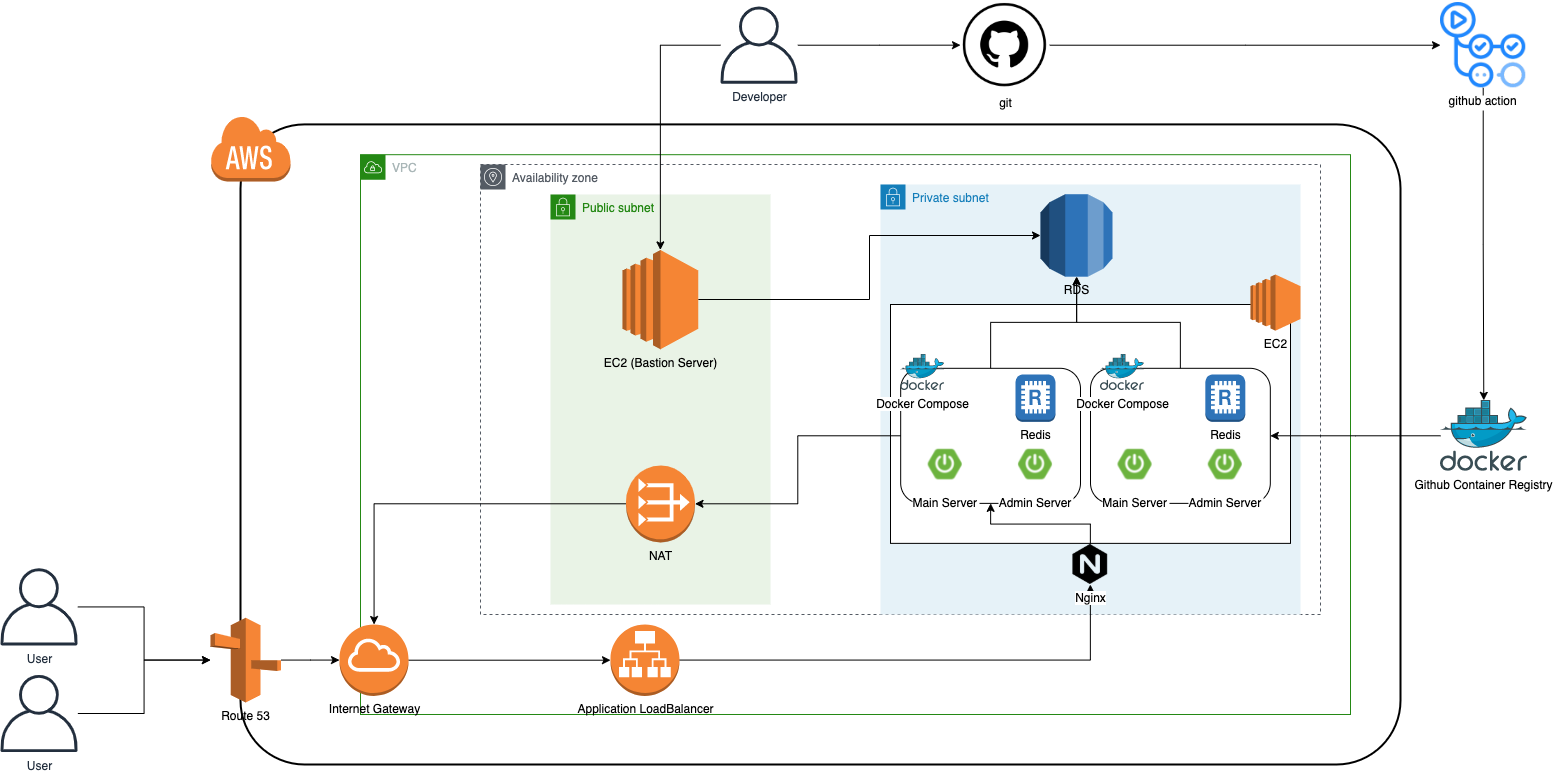 Developer
git
github action
AWS
VPC
Availability zone
Public subnet
Private subnet
RDS
EC2 (Bastion Server)
EC2
docker
Docker Compose
R
Redis
docker
Docker Compose
R
Redis
Main Server
Admin Server
Main Server
Admin Server
docker
Github Container Registry
NAT
N
Nginx
User
User
Route 53
Internet Gateway
Application LoadBalancer